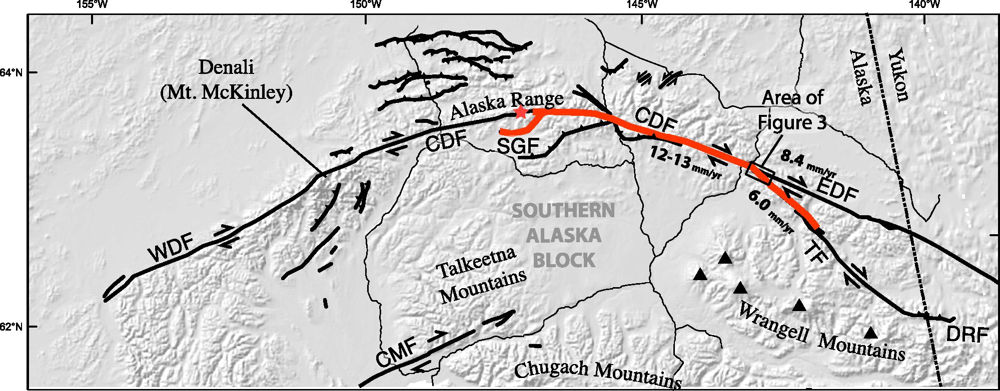 155°W
150°W
145°W
140°W
64°N
62°N
Denali
(Mt. McKinley)
Alaska Range
Alaska
Yukon
Area of
Figure 3
CDF
CDF
SGF
12-13 mm/yr
8.4 mm/yr
EDF
6.0 mm/yr
WDF
SOUTHERN
ALASKA
BLOCK
Talkeetna
Mountains
TF
Wrangell Mountains
DRF
CMF
Chugach Mountains